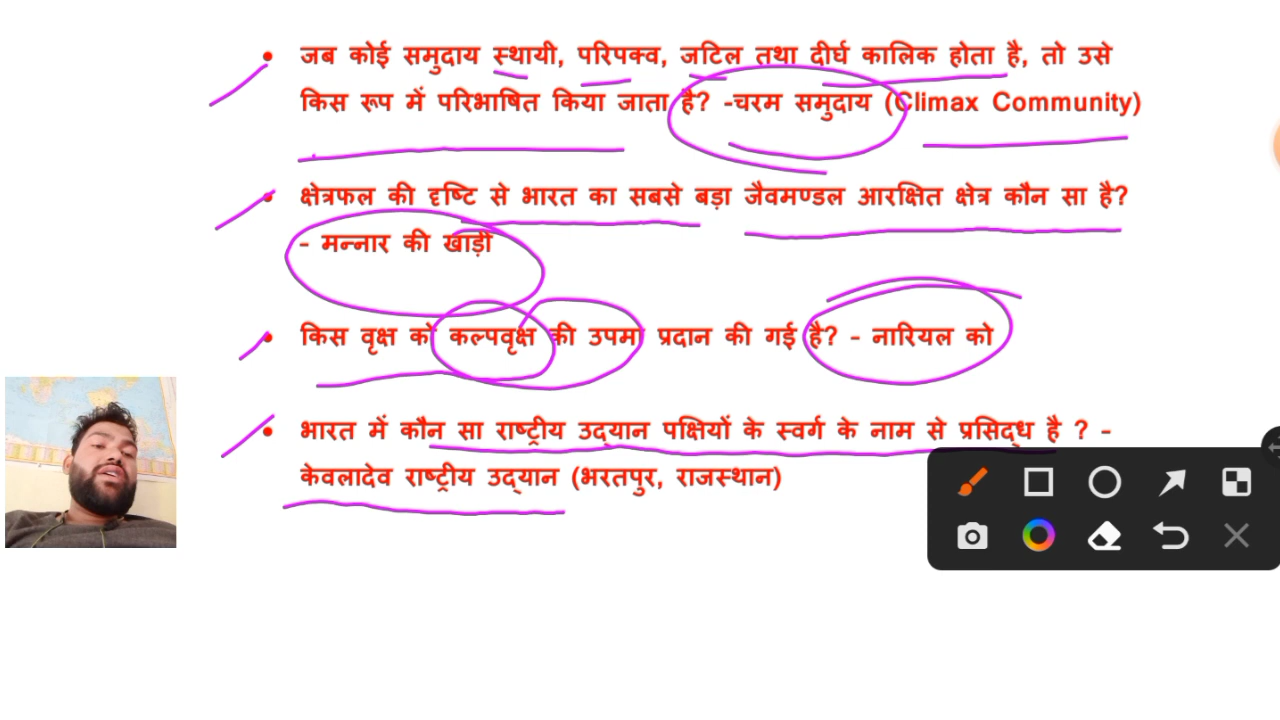 • जब कोई समुदाय स्थायी, परिपक्व, जटिल तथा दीर्घ कालिक होता है, तो उसे
किस रूप में परिभाषित किया जाता है? -चरम समुदाय (Climax Community)
• क्षेत्रफल की दृष्टि से भारत का सबसे बड़ा जैवमण्डल आरक्षित क्षेत्र कौन सा है?
– मन्नार की खाड़ी
• किस वृक्ष को कल्पवृक्ष की उपमा प्रदान की गई है? – नारियल को
• भारत में कौन सा राष्ट्रीय उद्यान पक्षियों के स्वर्ग के नाम से प्रसिद्ध है ? –
केवलादेव राष्ट्रीय उद्यान (भरतपुर, राजस्थान)